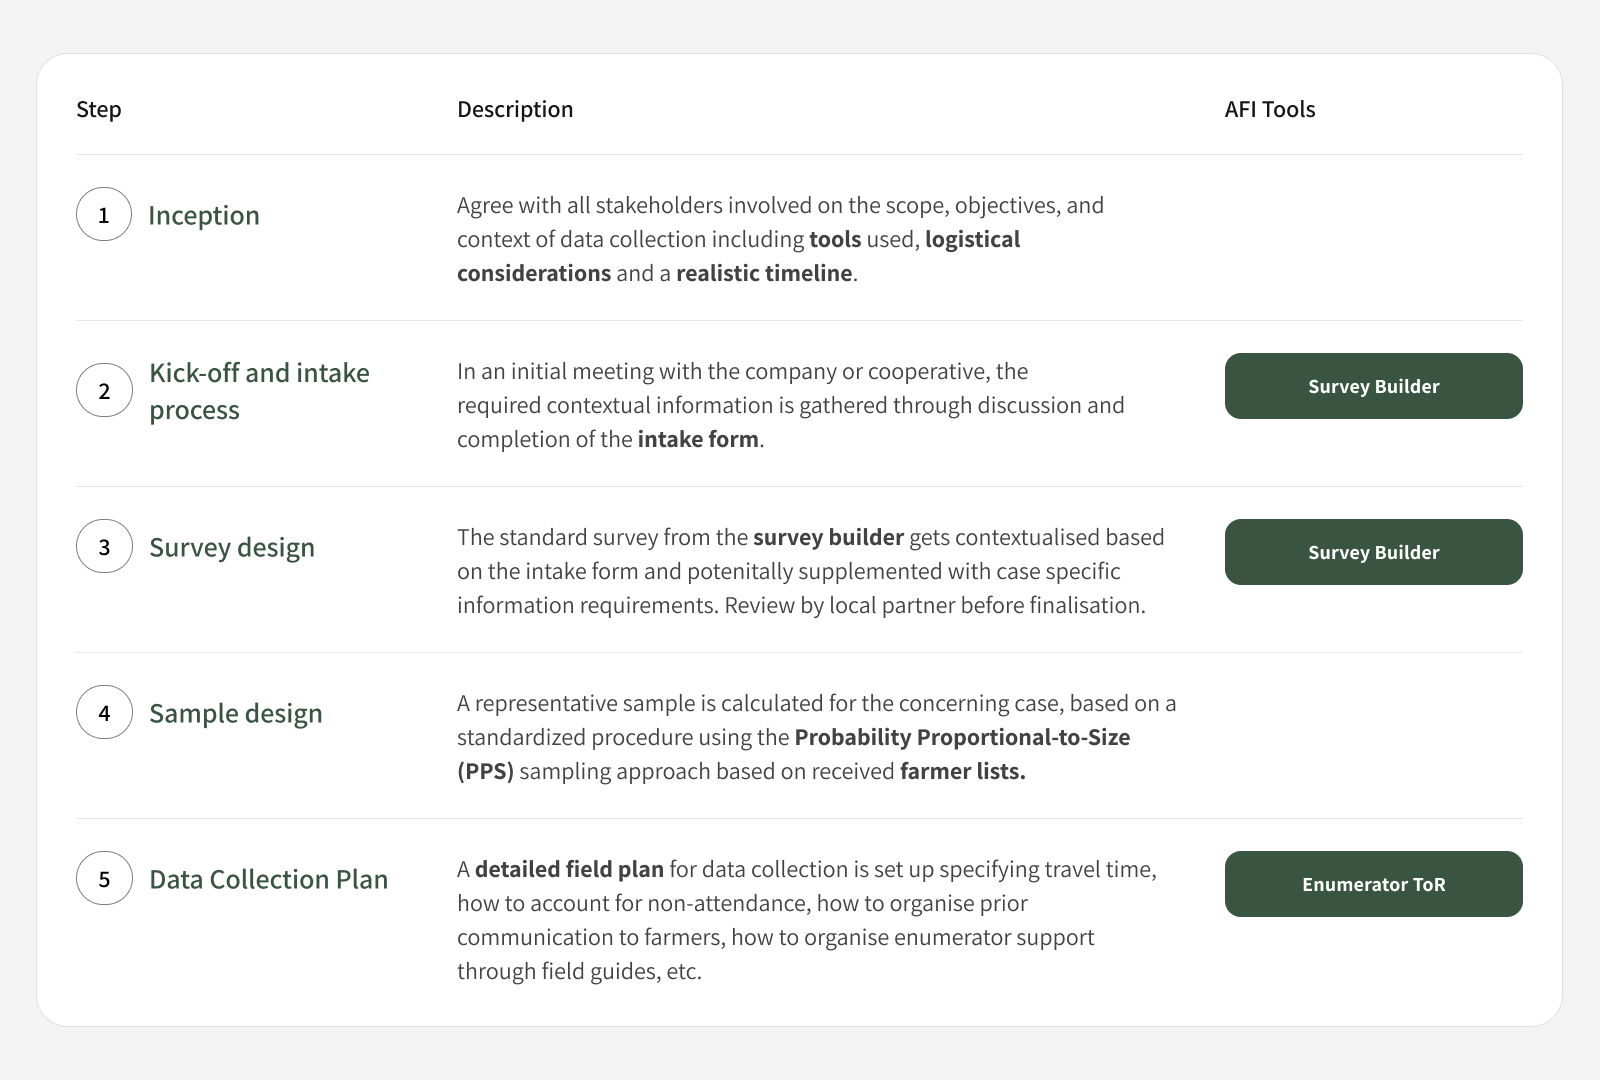 Step Description AFI Tools
1 Inception
Agree with all stakeholders involved on the scope, objectives, and
context of data collection including tools used, logistical
considerations and a realistic timeline.
2 Kick-off and intake
process
In an initial meeting with the company or cooperative, the
required contextual information is gathered through discussion and
completion of the intake form.
Survey Builder
3 Survey design
The standard survey from the survey builder gets contextualised based
on the intake form and potenitally supplemented with case specific
information requirements. Review by local partner before finalisation.
Survey Builder
4 Sample design
A representative sample is calculated for the concerning case, based on a
standardized procedure using the Probability Proportional-to-Size
(PPS) sampling approach based on received farmer lists.
5 Data Collection Plan
A detailed field plan for data collection is set up specifying travel time,
how to account for non-attendance, how to organise prior
communication to farmers, how to organise enumerator support
through field guides, etc.
Enumerator ToR